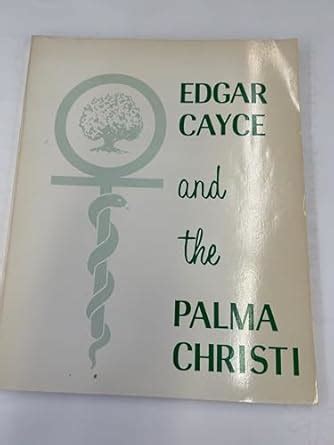 EDGAR
CAYCE
and
the
PALMA
CHRISTI